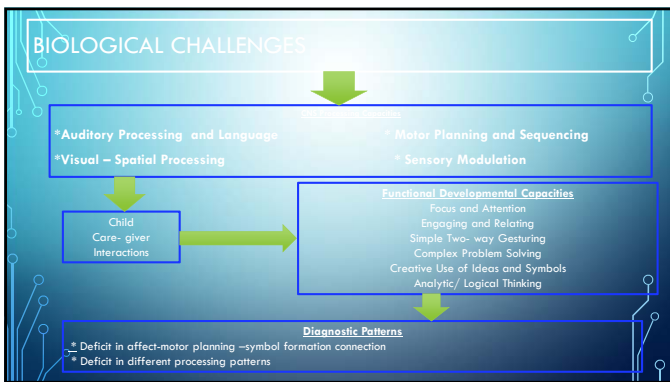 BIOLOGICAL CHALLENGES
*Auditory Processing and Language
* Motor Planning and Sequencing
*Visual – Spatial Processing
* Sensory Modulation
Functional Developmental Capacities
Focus and Attention
Engaging and Relating
Simple Two- way Gesturing
Complex Problem Solving
Creative Use of Ideas and Symbols
Analytic/ Logical Thinking
Child
Care- giver
Interactions
Diagnostic Patterns
* Deficit in affect-motor planning –symbol formation connection
* Deficit in different processing patterns